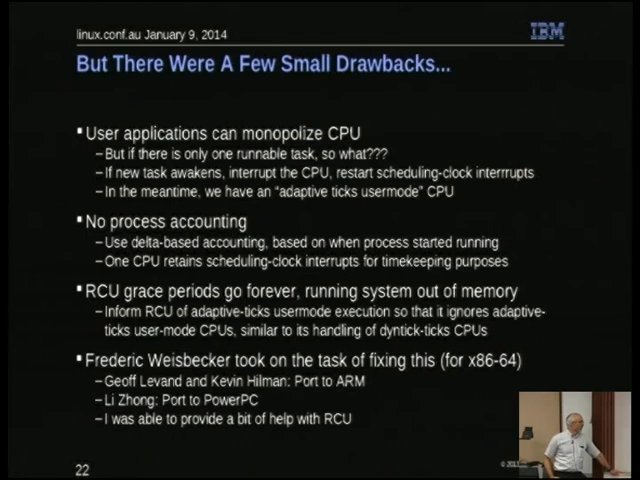 linux.conf.au January 9, 2014
IBM
But There Were A Few Small Drawbacks...
User applications can monopolize CPU
–But if there is only one runnable task, so what???
–If new task awakens, interrupt the CPU, restart scheduling-clock interrrupts
–In the meantime, we have an "adaptive ticks usermode" CPU
No process accounting
–Use delta-based accounting, based on when process started running
–One CPU retains scheduling-clock interrupts for timekeeping purposes
RCU grace periods go forever, running system out of memory
–Inform RCU of adaptive-ticks usermode execution so that it ignores adaptive-
ticks user-mode CPUs, similar to its handling of dyntick-ticks CPUs
Frederic Weisbecker took on the task of fixing this (for x86-64)
–Geoff Levand and Kevin Hilman: Port to ARM
–Li Zhong: Port to PowerPC
–I was able to provide a bit of help with RCU
22